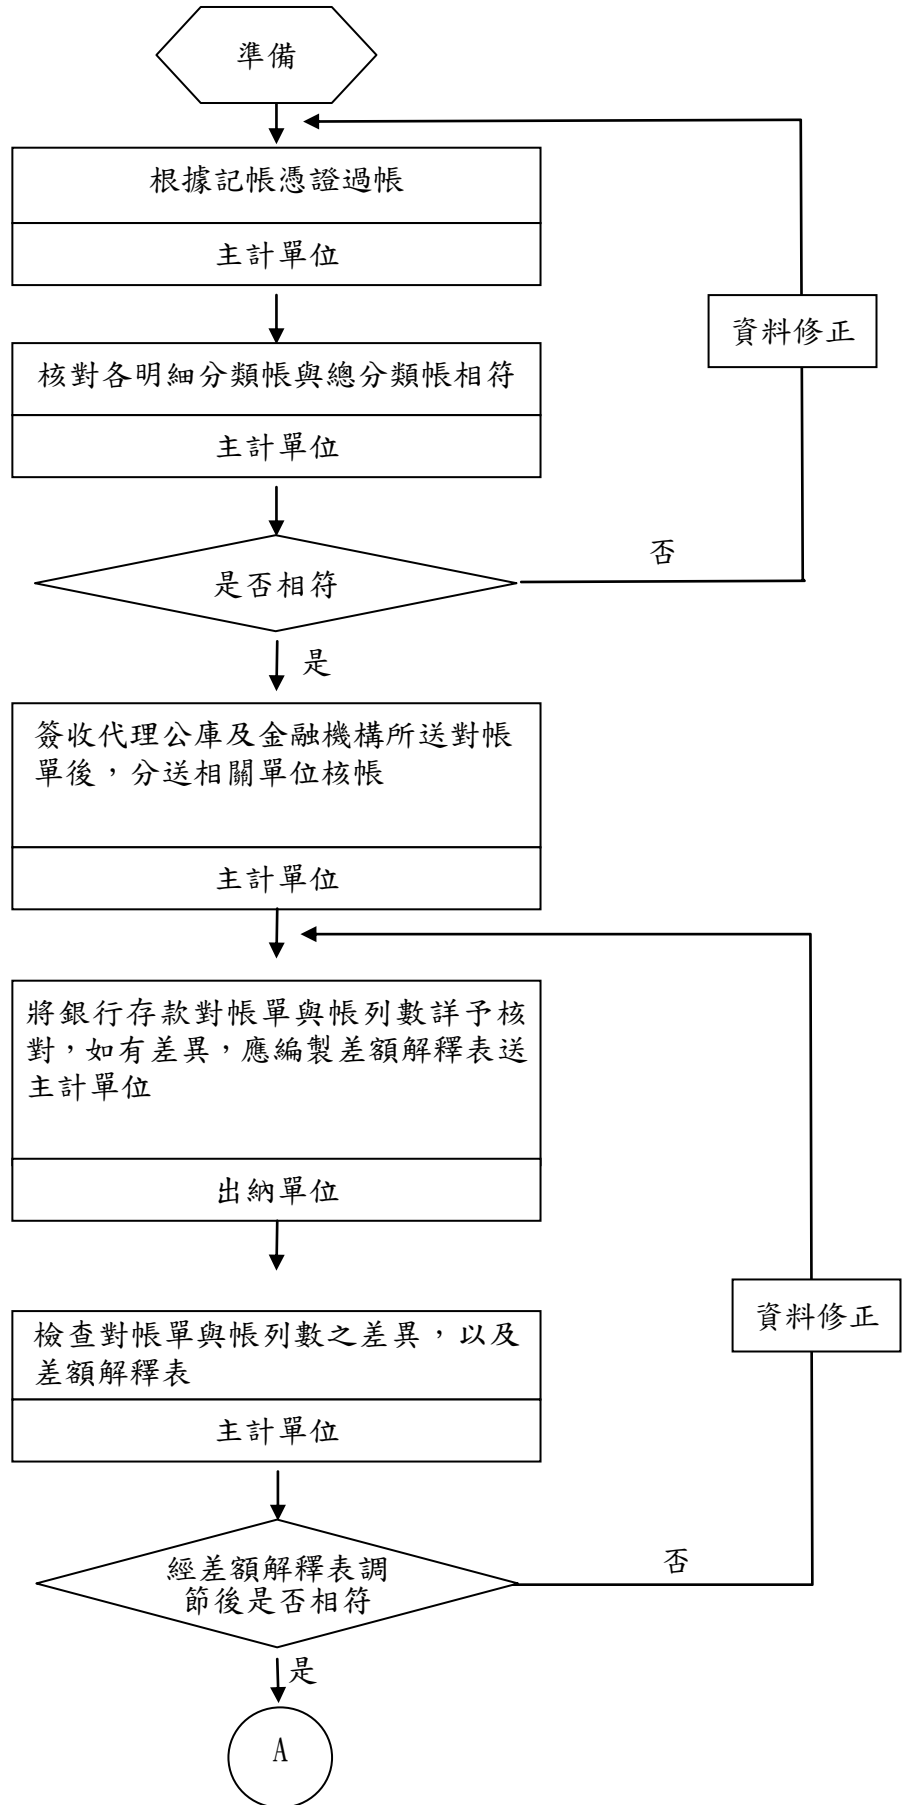 準備
根據記帳憑證過帳
主計單位
資料修正
核對各明細分類帳與總分類帳相符
主計單位
否
是否相符
是
簽收代理公庫及金融機構所送對帳
單後，分送相關單位核帳
主計單位
將銀行存款對帳單與帳列數詳予核
對，如有差異，應編製差額解釋表送
主計單位
出納單位
資料修正
檢查對帳單與帳列數之差異，以及
差額解釋表
主計單位
否
經差額解釋表調
節後是否相符
是
A